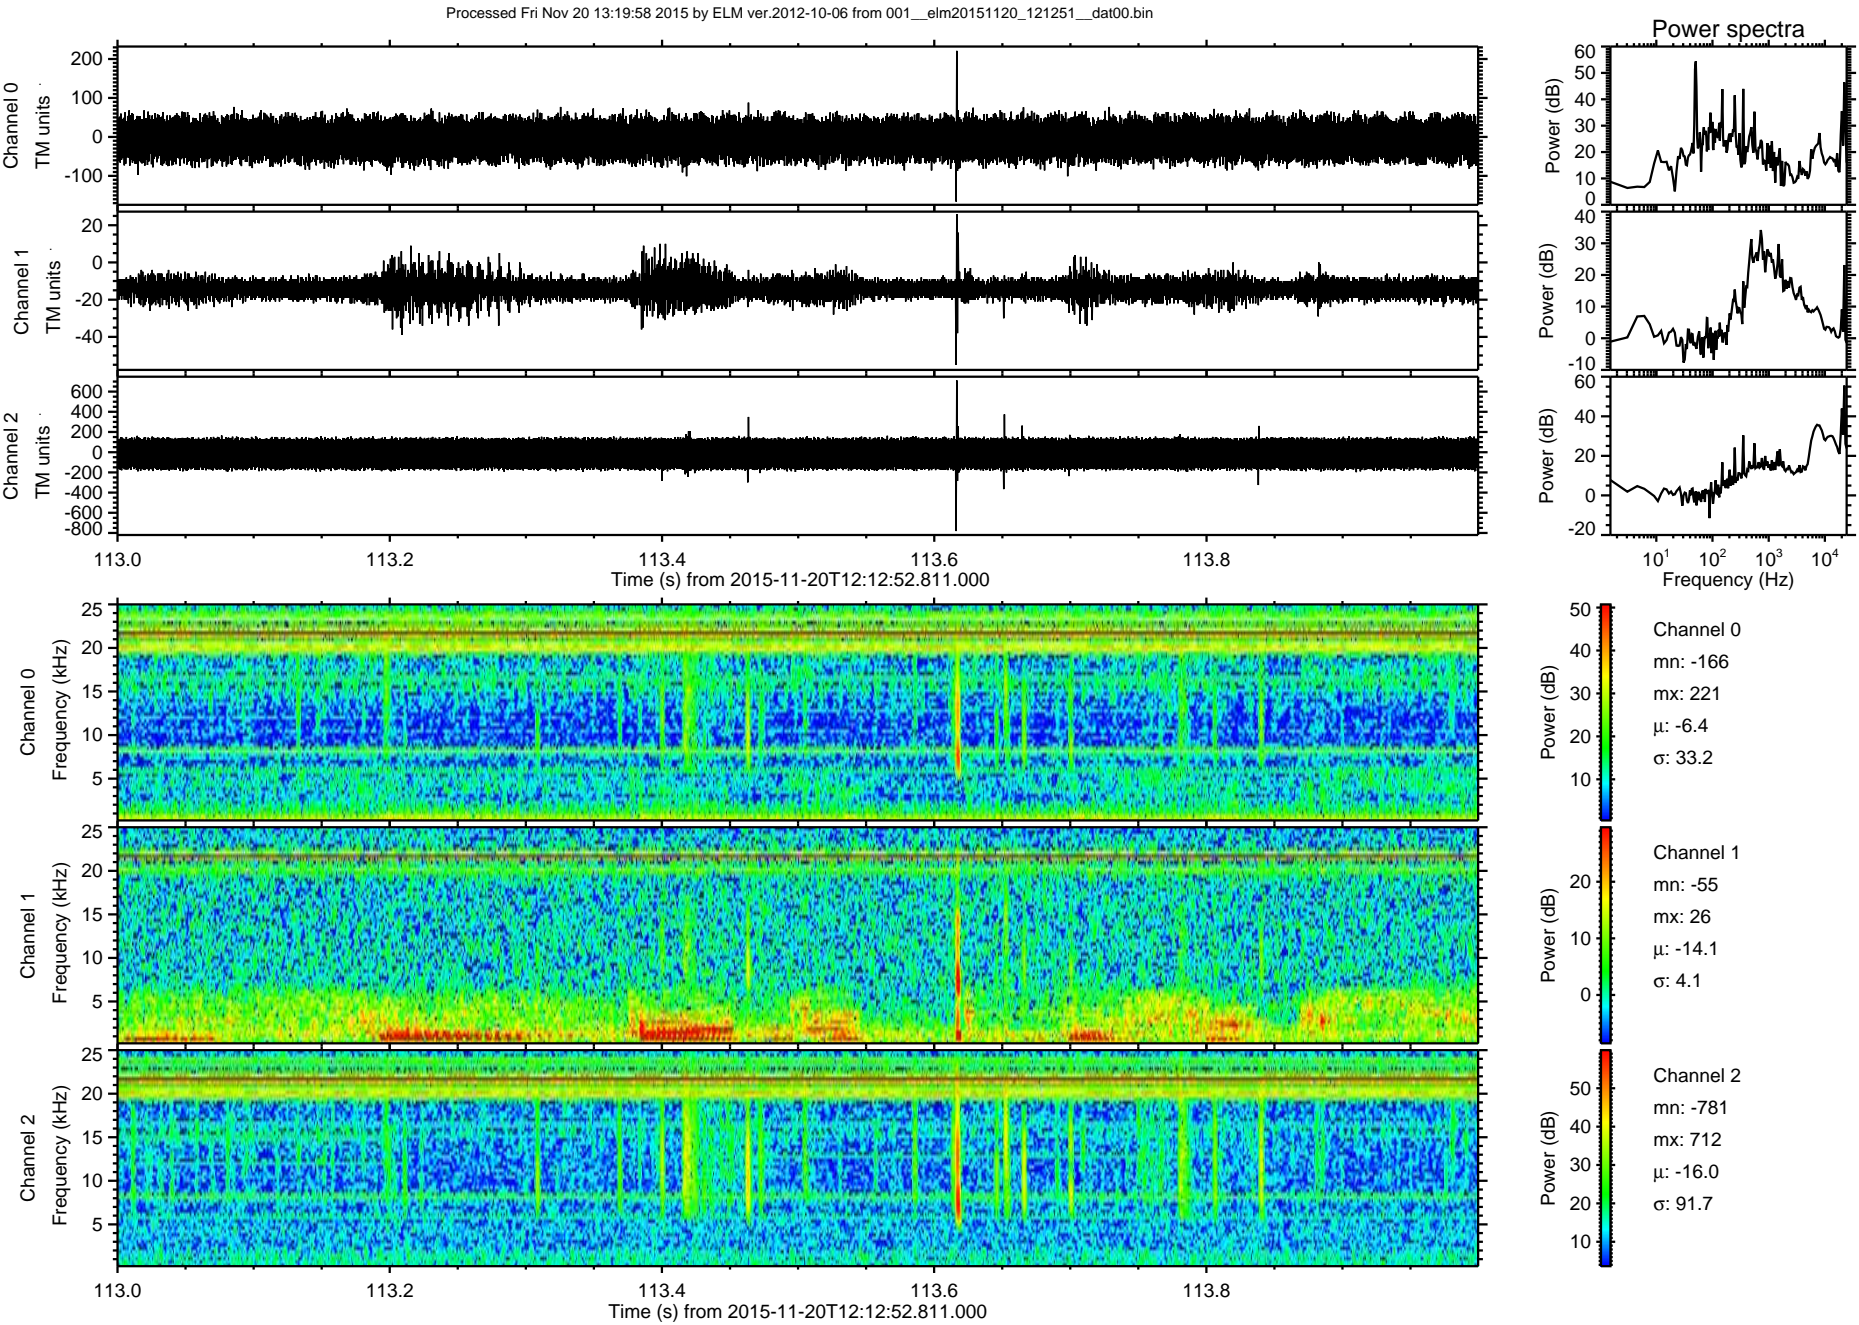 Processed Fri Nov 20 13:19:58 2015 by ELM ver.2012-10-06 from 001__elm20151120_121251__dat00.bin
Power spectra
Channel 0
TM units
200
100
0
-100
Power (dB)
60
50
40
30
20
10
0
Channel 1
TM units
20
0
-20
-40
Power (dB)
40
30
20
10
0
-10
Channel 2
TM units
600
400
200
0
-200
-400
-600
-800
Power (dB)
60
40
20
0
-20
113.0 113.2 113.4 113.6 113.8
Time (s) from 2015-11-20T12:12:52.811.000
10¹ 10² 10³ 10⁴
Frequency (Hz)
Channel 0
Frequency (kHz)
25
20
15
10
5
Power (dB)
50
40
30
20
10
Channel 0
mn: -166
mx: 221
µ: -6.4
σ: 33.2
Channel 1
Frequency (kHz)
25
20
15
10
5
Power (dB)
20
10
0
Channel 1
mn: -55
mx: 26
µ: -14.1
σ: 4.1
Channel 2
Frequency (kHz)
25
20
15
10
5
Power (dB)
50
40
30
20
10
Channel 2
mn: -781
mx: 712
µ: -16.0
σ: 91.7
113.0 113.2 113.4 113.6 113.8
Time (s) from 2015-11-20T12:12:52.811.000